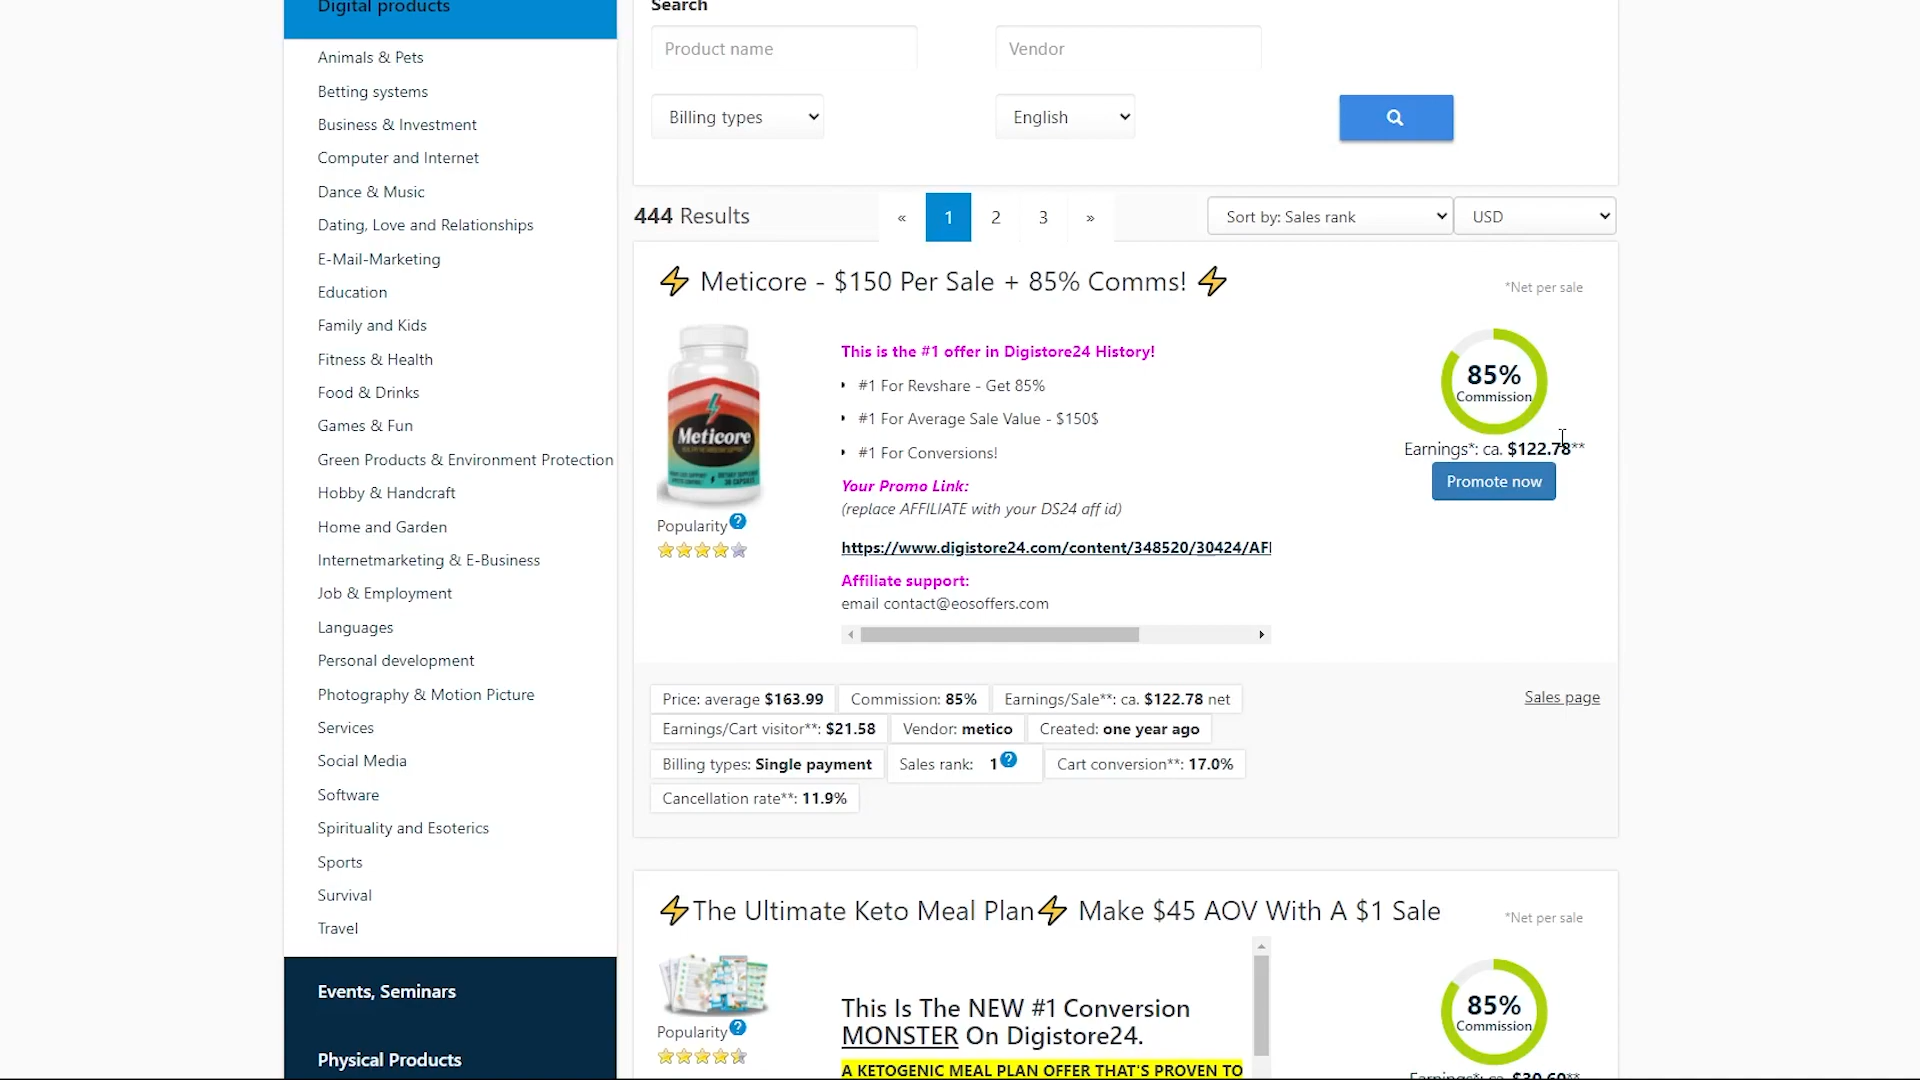 Digital products
Animals & Pets
Betting systems
Business & Investment
Computer and Internet
Dance & Music
Dating, Love and Relationships
E-Mail-Marketing
Education
Family and Kids
Fitness & Health
Food & Drinks
Games & Fun
Green Products & Environment Protection
Hobby & Handcraft
Home and Garden
Internetmarketing & E-Business
Job & Employment
Languages
Personal development
Photography & Motion Picture
Services
Social Media
Software
Spirituality and Esoterics
Sports
Survival
Travel
Events, Seminars
Physical Products
Search
Product name
Vendor
Billing types
English
444 Results
« 1 2 3 »
Sort by: Sales rank
USD
⚡ Meticore - $150 Per Sale + 85% Comms! ⚡
*Net per sale
Meticore
Popularity
This is the #1 offer in Digistore24 History!
#1 For Revshare - Get 85%
#1 For Average Sale Value - $150$
#1 For Conversions!
Your Promo Link:
(replace AFFILIATE with your DS24 aff id)
https://www.digistore24.com/content/348520/30424/AFI
Affiliate support:
email contact@eosoffers.com
85%
Commission
Earnings*: ca. $122.78**
Promote now
Price: average $163.99
Commission: 85%
Earnings/Sale**: ca. $122.78 net
Earnings/Cart visitor**: $21.58
Vendor: metico
Created: one year ago
Billing types: Single payment
Sales rank: 1
Cart conversion**: 17.0%
Cancellation rate**: 11.9%
Sales page
⚡The Ultimate Keto Meal Plan⚡ Make $45 AOV With A $1 Sale
*Net per sale
Popularity
This Is The NEW #1 Conversion
MONSTER On Digistore24.
A KETOGENIC MEAL PLAN OFFER THAT'S PROVEN TO
85%
Commission
Earnings*: ca. $30.60**